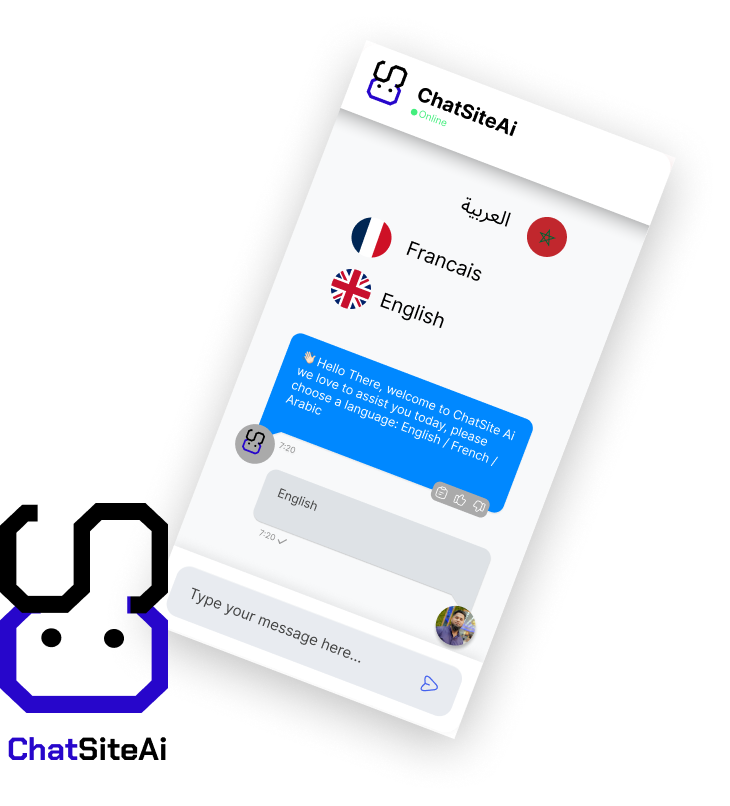 ChatSiteAi
Online
العربية
Francais
English
👋🏻 Hello There, welcome to ChatSite Ai
we love to assist you today, please
choose a language: English / French /
Arabic
7:20
English
7:20
Type your message here...
ChatSiteAi